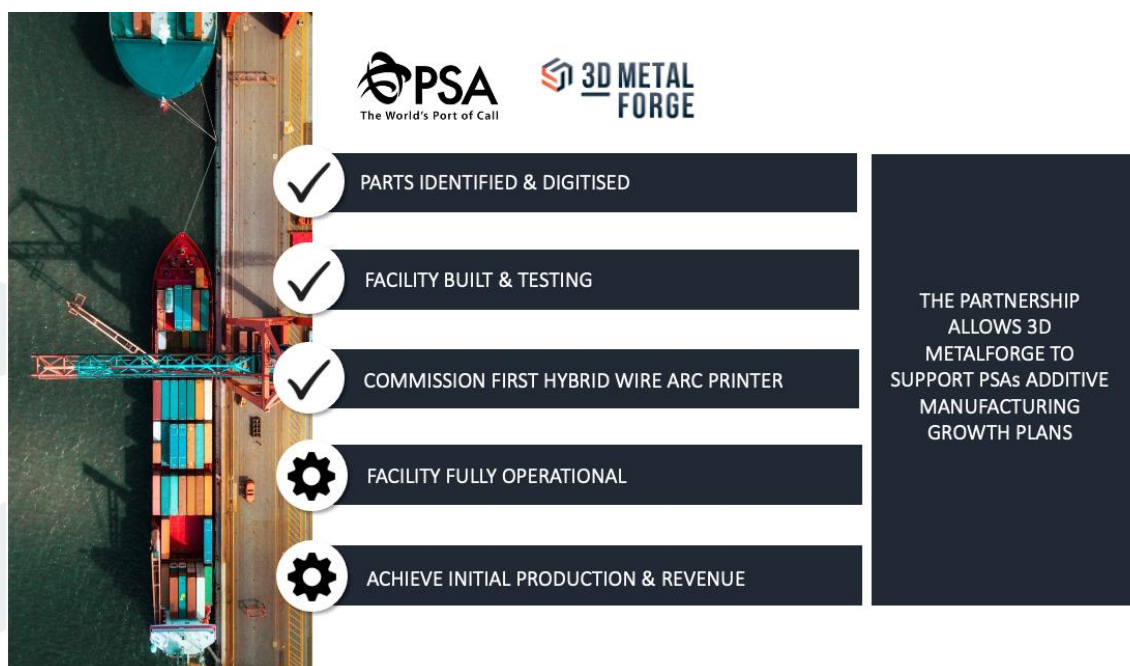 PSA
The World's Port of Call
3D METAL
FORGE
PARTS IDENTIFIED & DIGITISED
FACILITY BUILT & TESTING
COMMISSION FIRST HYBRID WIRE ARC PRINTER
FACILITY FULLY OPERATIONAL
ACHIEVE INITIAL PRODUCTION & REVENUE
THE PARTNERSHIP
ALLOWS 3D
METALFORGE TO
SUPPORT PSAs ADDITIVE
MANUFACTURING
GROWTH PLANS